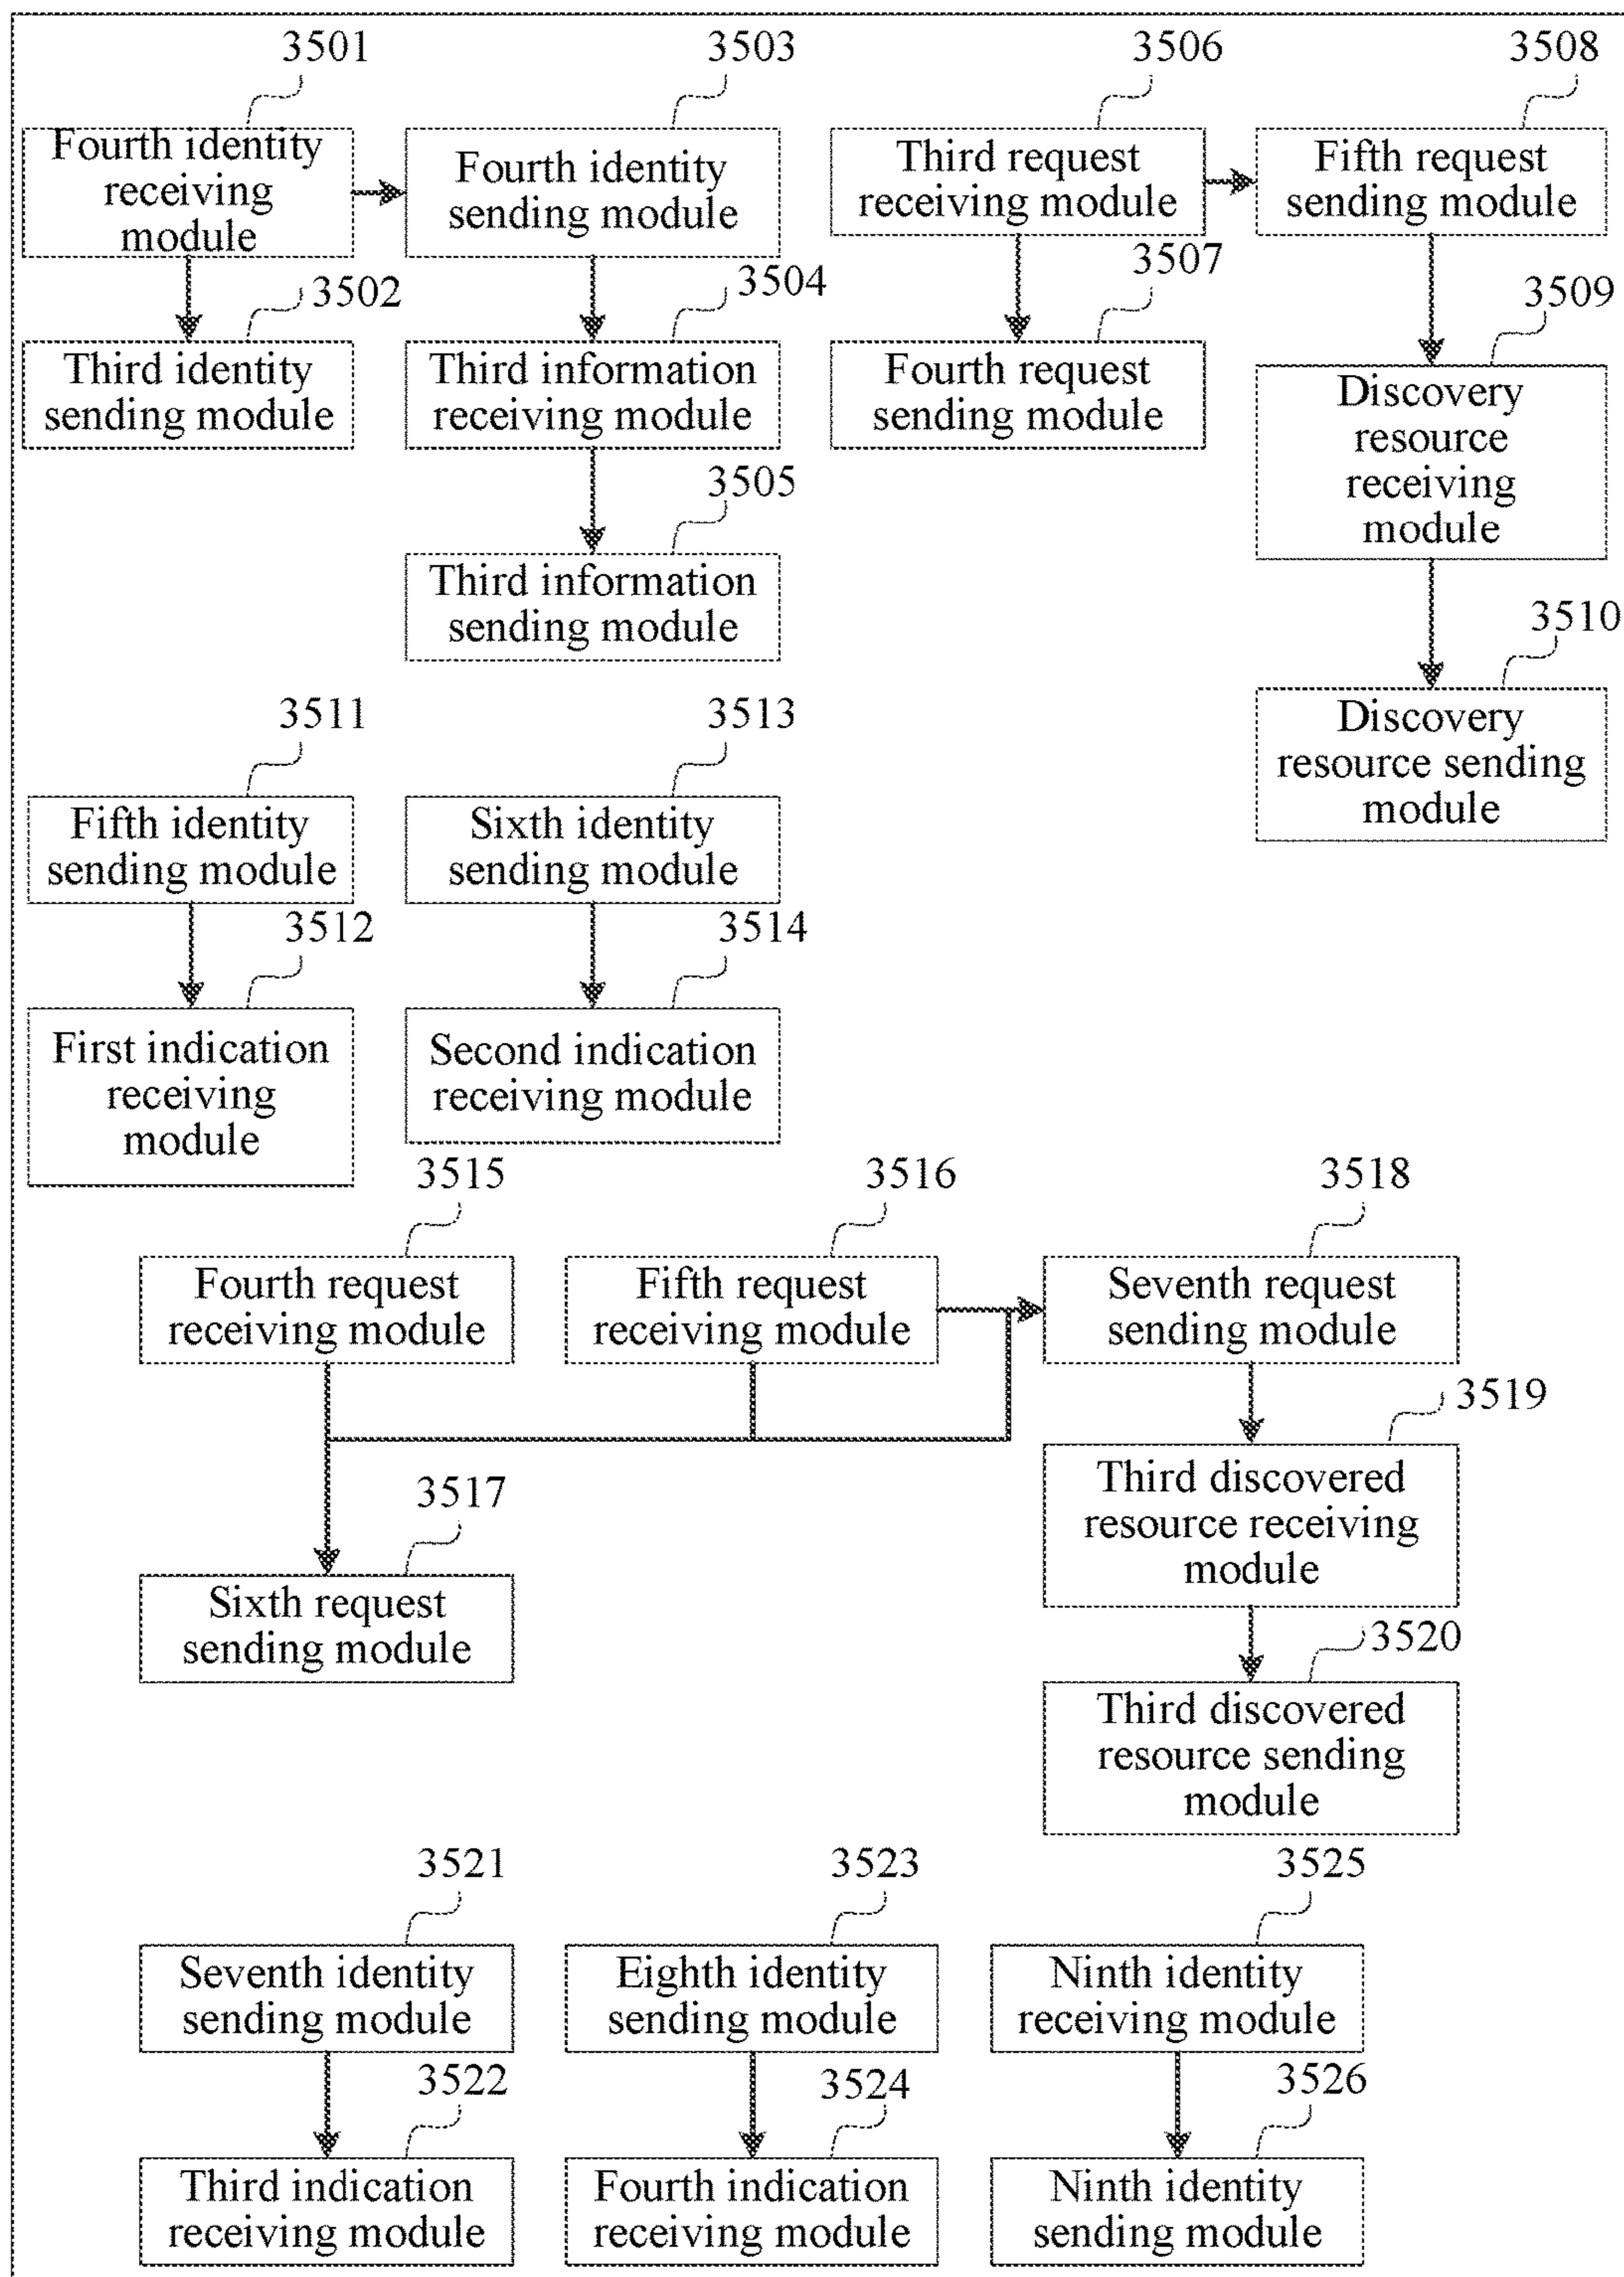 3501
3503
3506
3508
Fourth identity
receiving
module
Fourth identity
sending module
Third request
receiving module
Fifth request
sending module
3502
3504
3507
3509
Third identity
sending module
Third information
receiving module
Fourth request
sending module
Discovery
resource
receiving
module
3505
Third information
sending module
3510
Discovery
resource sending
module
3511
3513
Fifth identity
sending module
Sixth identity
sending module
3512
3514
First indication
receiving
module
Second indication
receiving module
3515
3516
3518
Fourth request
receiving module
Fifth request
receiving module
Seventh request
sending module
3519
Third discovered
resource receiving
module
3517
Sixth request
sending module
3520
Third discovered
resource sending
module
3521
3523
3525
Seventh identity
sending module
Eighth identity
sending module
Ninth identity
receiving module
3522
3524
3526
Third indication
receiving module
Fourth indication
receiving module
Ninth identity
sending module